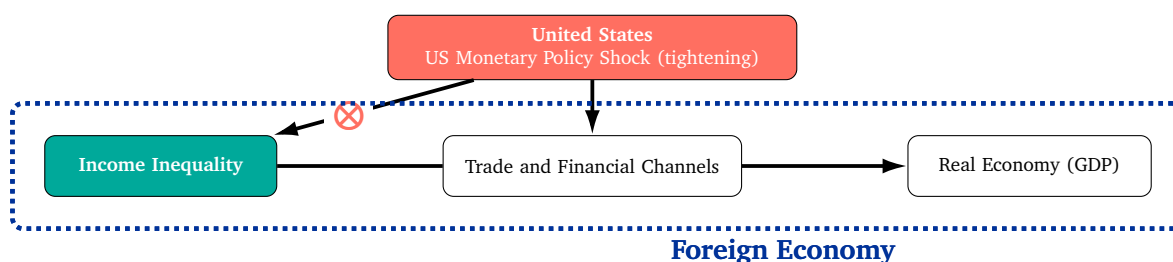 United States
US Monetary Policy Shock (tightening)
Income Inequality
Trade and Financial Channels
Real Economy (GDP)
Foreign Economy